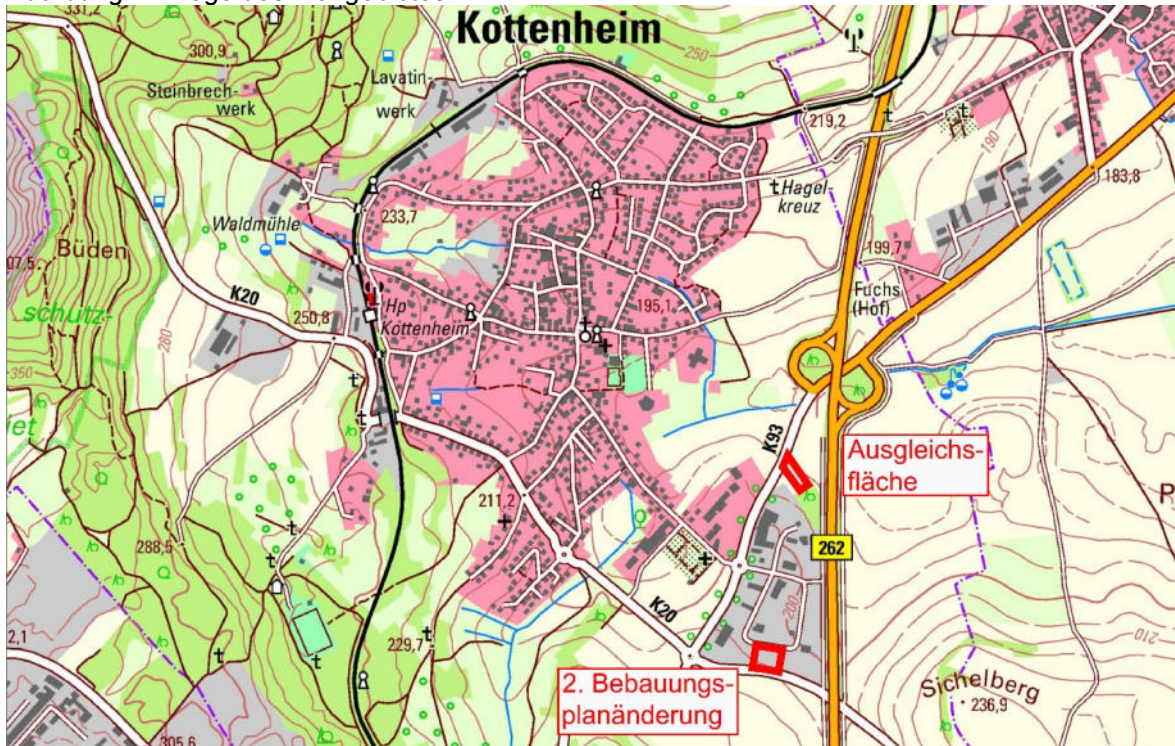 Kottenheim
300,9
250
Lavatin-
werk
Steinbrech-
werk
219,2
190
183,8
Hagel-
kreuz
233,7
Waldmühle
Büden
199,7
Fuchs
(Hof)
K20
250,8
Hp
Kottenheim
195,1
280
schutz-
350
K93
Ausgleichs-
fläche
211,2
262
288,5
K20
200
210
229,7
2. Bebauungs-
planänderung
Sichelberg
236,9
305,6